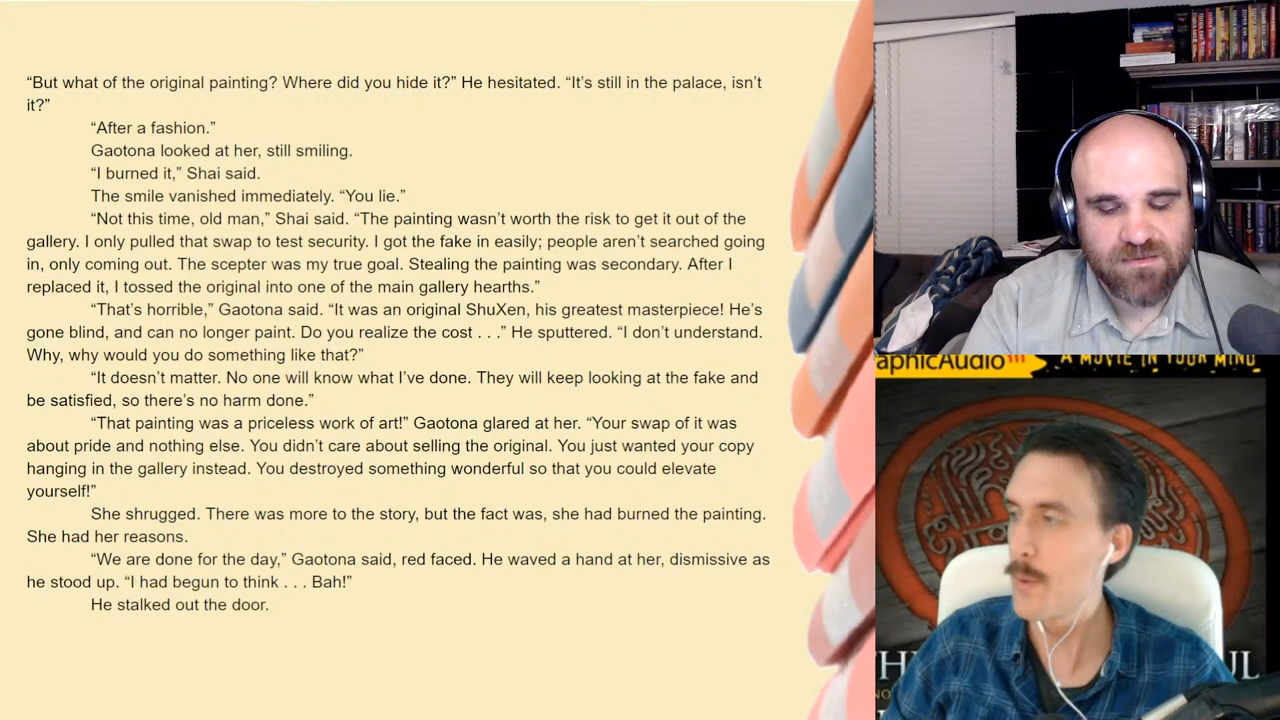 “But what of the original painting? Where did you hide it?” He hesitated. “It’s still in the palace, isn’t
it?”
“After a fashion.”
Gaotona looked at her, still smiling.
“I burned it,” Shai said.
The smile vanished immediately. “You lie.”
“Not this time, old man,” Shai said. “The painting wasn’t worth the risk to get it out of the
gallery. I only pulled that swap to test security. I got the fake in easily; people aren’t searched going
in, only coming out. The scepter was my true goal. Stealing the painting was secondary. After I
replaced it, I tossed the original into one of the main gallery hearths.”
“That’s horrible,” Gaotona said. “It was an original ShuXen, his greatest masterpiece! He’s
gone blind, and can no longer paint. Do you realize the cost . . .” He sputtered. “I don’t understand.
Why, why would you do something like that?”
“It doesn’t matter. No one will know what I’ve done. They will keep looking at the fake and
be satisfied, so there’s no harm done.”
“That painting was a priceless work of art!” Gaotona glared at her. “Your swap of it was
about pride and nothing else. You didn’t care about selling the original. You just wanted your copy
hanging in the gallery instead. You destroyed something wonderful so that you could elevate
yourself!”
She shrugged. There was more to the story, but the fact was, she had burned the painting.
She had her reasons.
“We are done for the day,” Gaotona said, red faced. He waved a hand at her, dismissive as
he stood up. “I had begun to think . . . Bah!”
He stalked out the door.
aphicAudio A MOVIE IN YOUR MIND